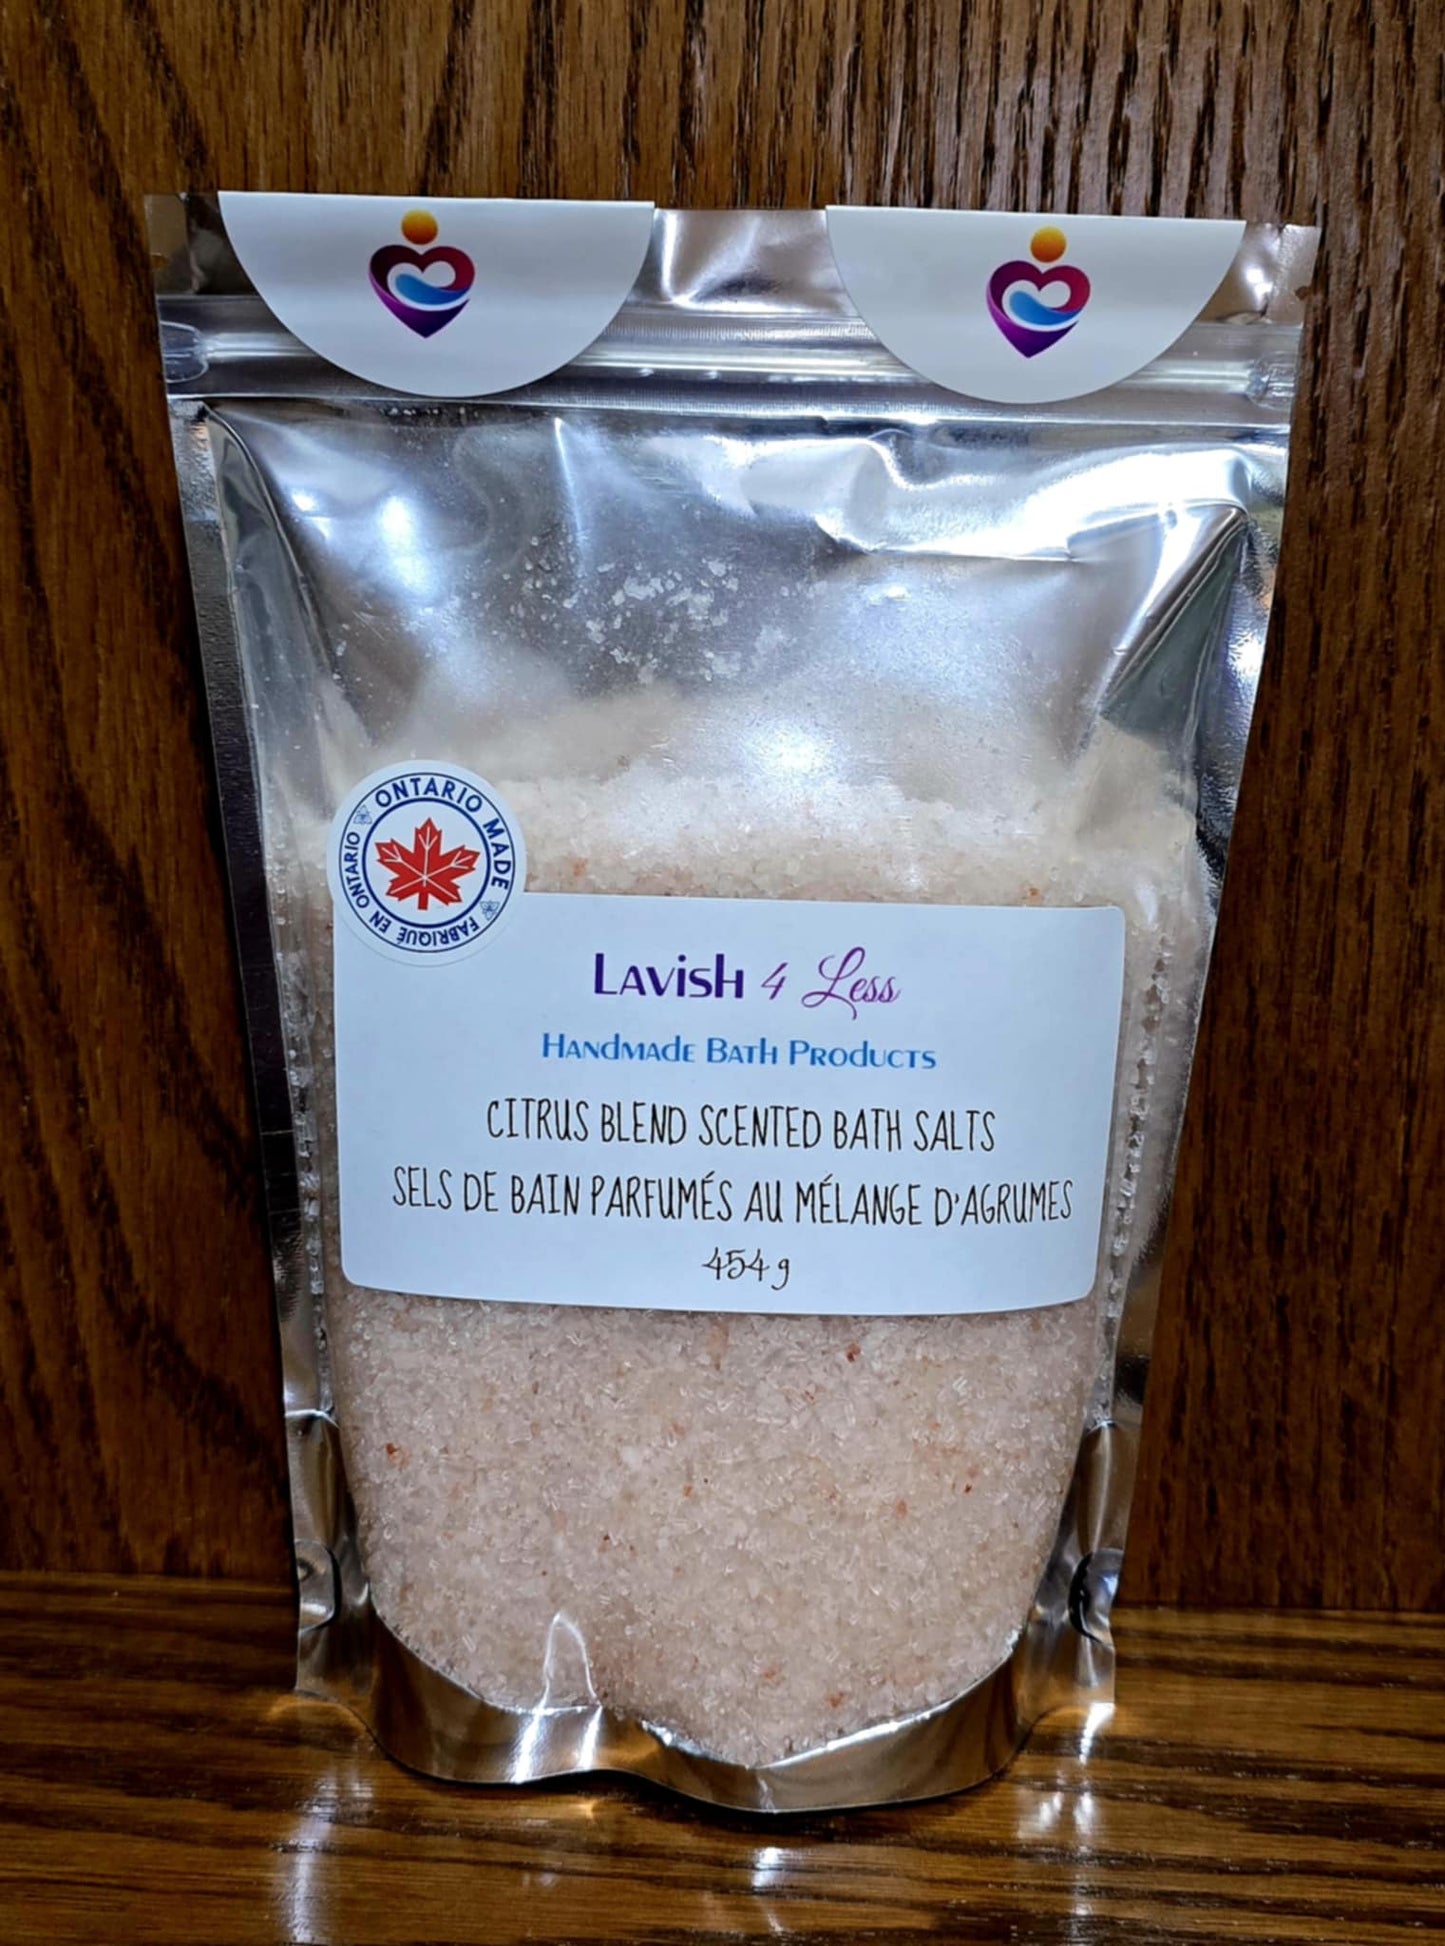 ONTARIO MADE
FABRIQUÉ EN ONTARIO
LAVISH 4 Less
HANDMADE BATH PRODUCTS
CITRUS BLEND SCENTED BATH SALTS
SELS DE BAIN PARFUMÉS AU MÉLANGE D'AGRUMES
454 g